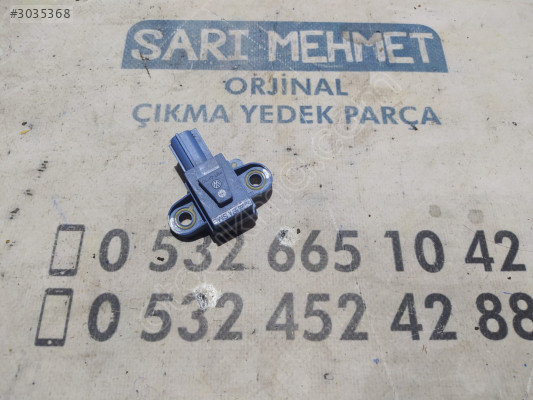 #3035368
SARI MEHMET
ORJİNAL
ÇIKMA YEDEK PARÇA
0 532 665 10 42
0 532 452 42 88